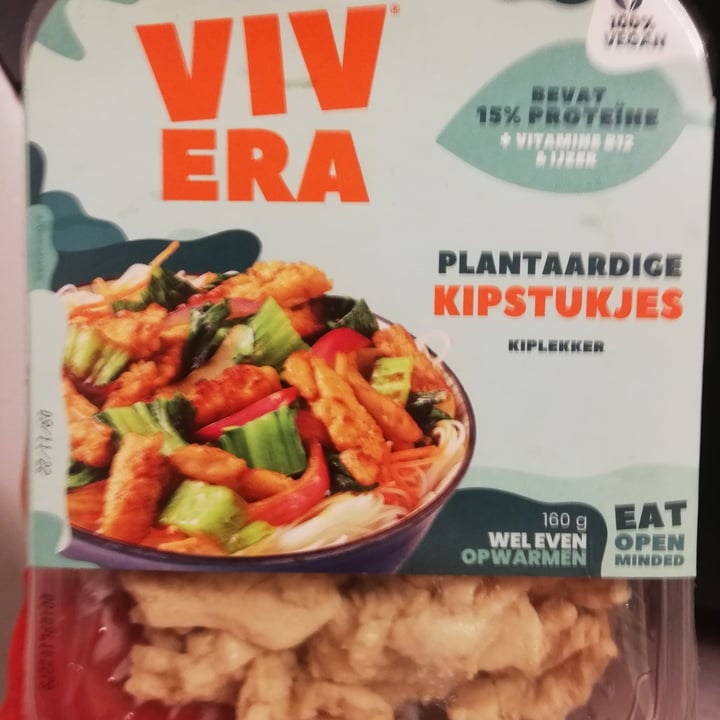 VIV
ERA®
100%
VEGAN
BEVAT
15% PROTEÏNE
+ VITAMINE B12
& IJZER
PLANTAARDIGE
KIPSTUKJES
KIPLEKKER
160 g
WEL EVEN
OPWARMEN
EAT
OPEN
MINDED